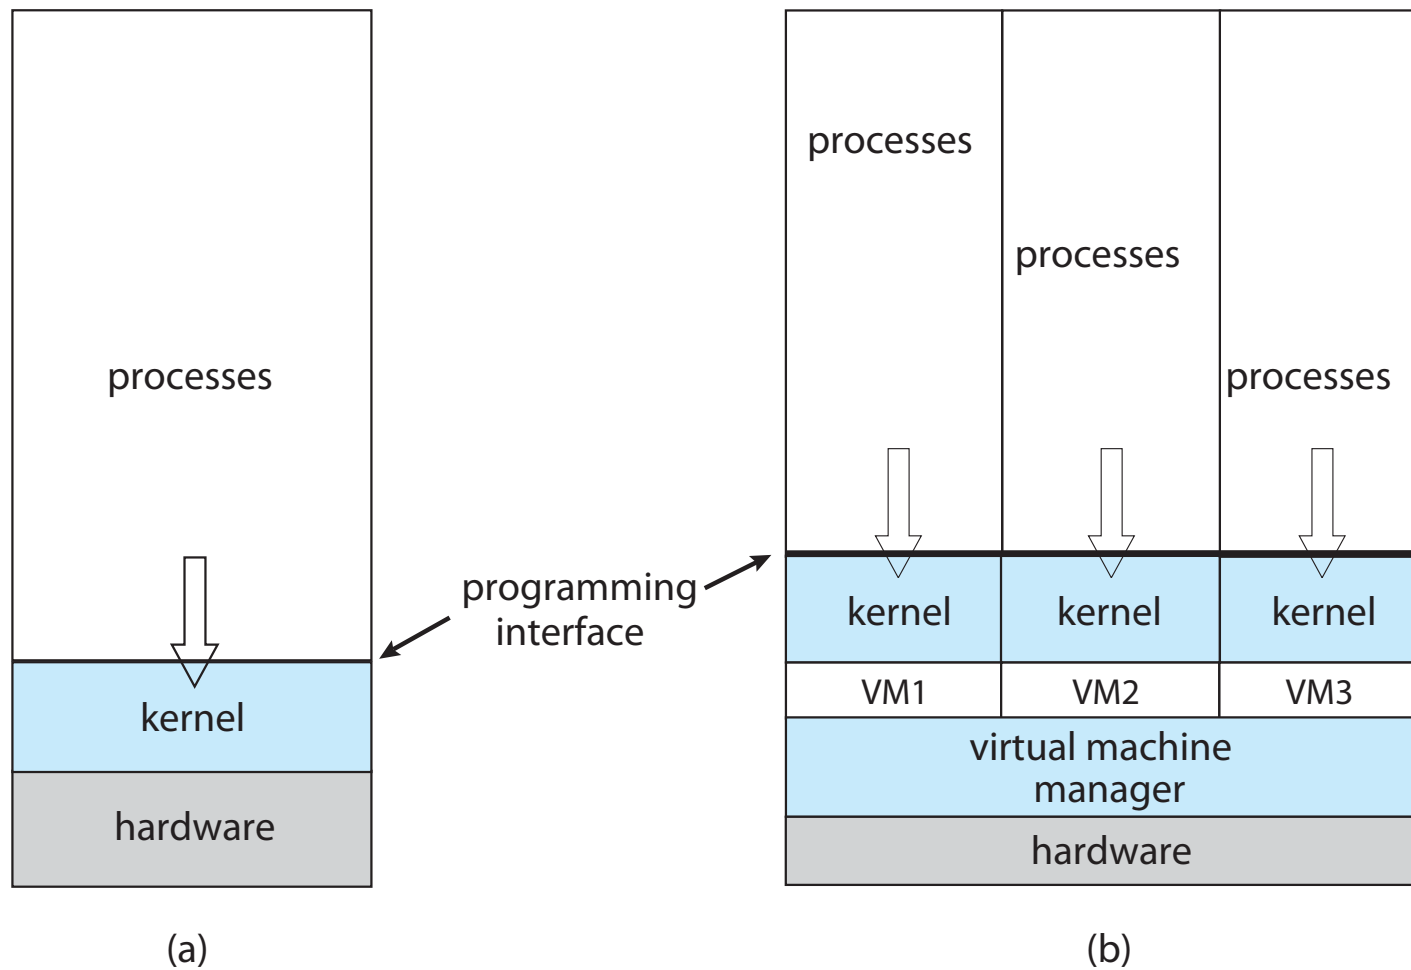 processes
kernel
hardware
(a)
programming
interface
processes
processes
processes
kernel
kernel
kernel
VM1
VM2
VM3
virtual machine
manager
hardware
(b)